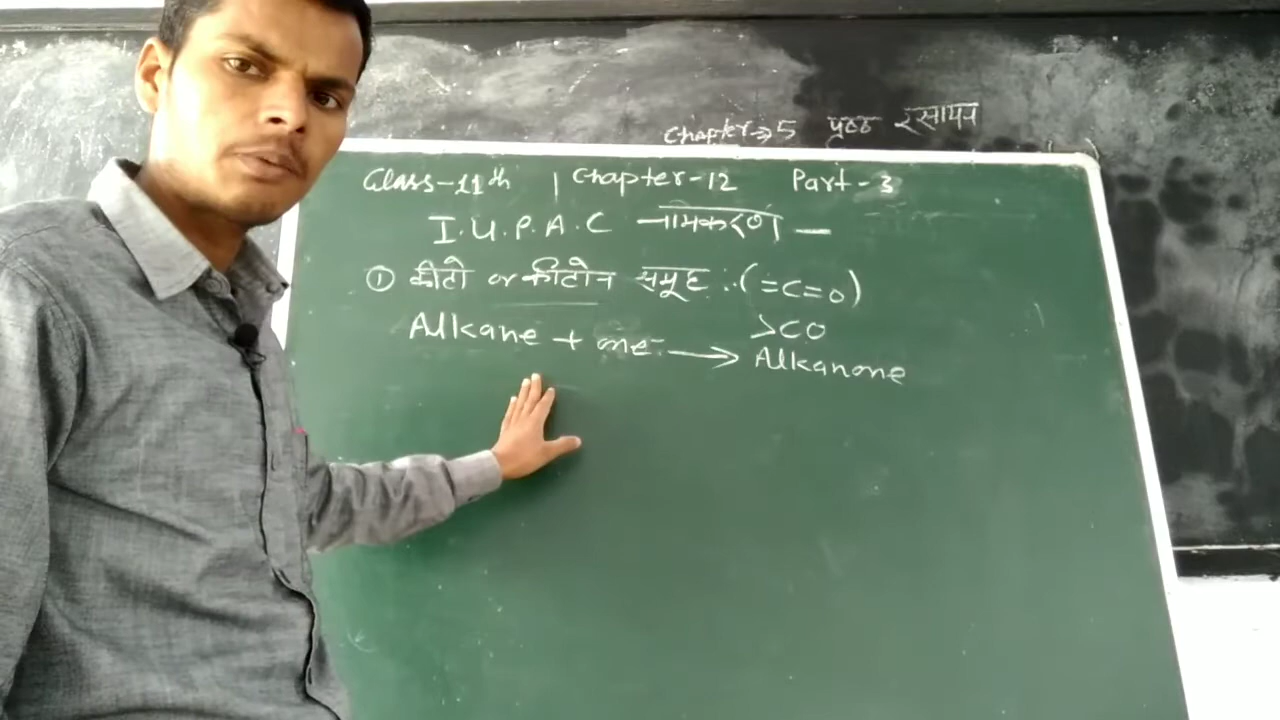 Chapter→5 पृष्ठ रसायन
Class-11th | Chapter-12 Part-3
I.U.P.A.C नामकरण —
① कीटो or कीटोन समूह :- (=C=O)
>CO
Alkane + one → Alkanone